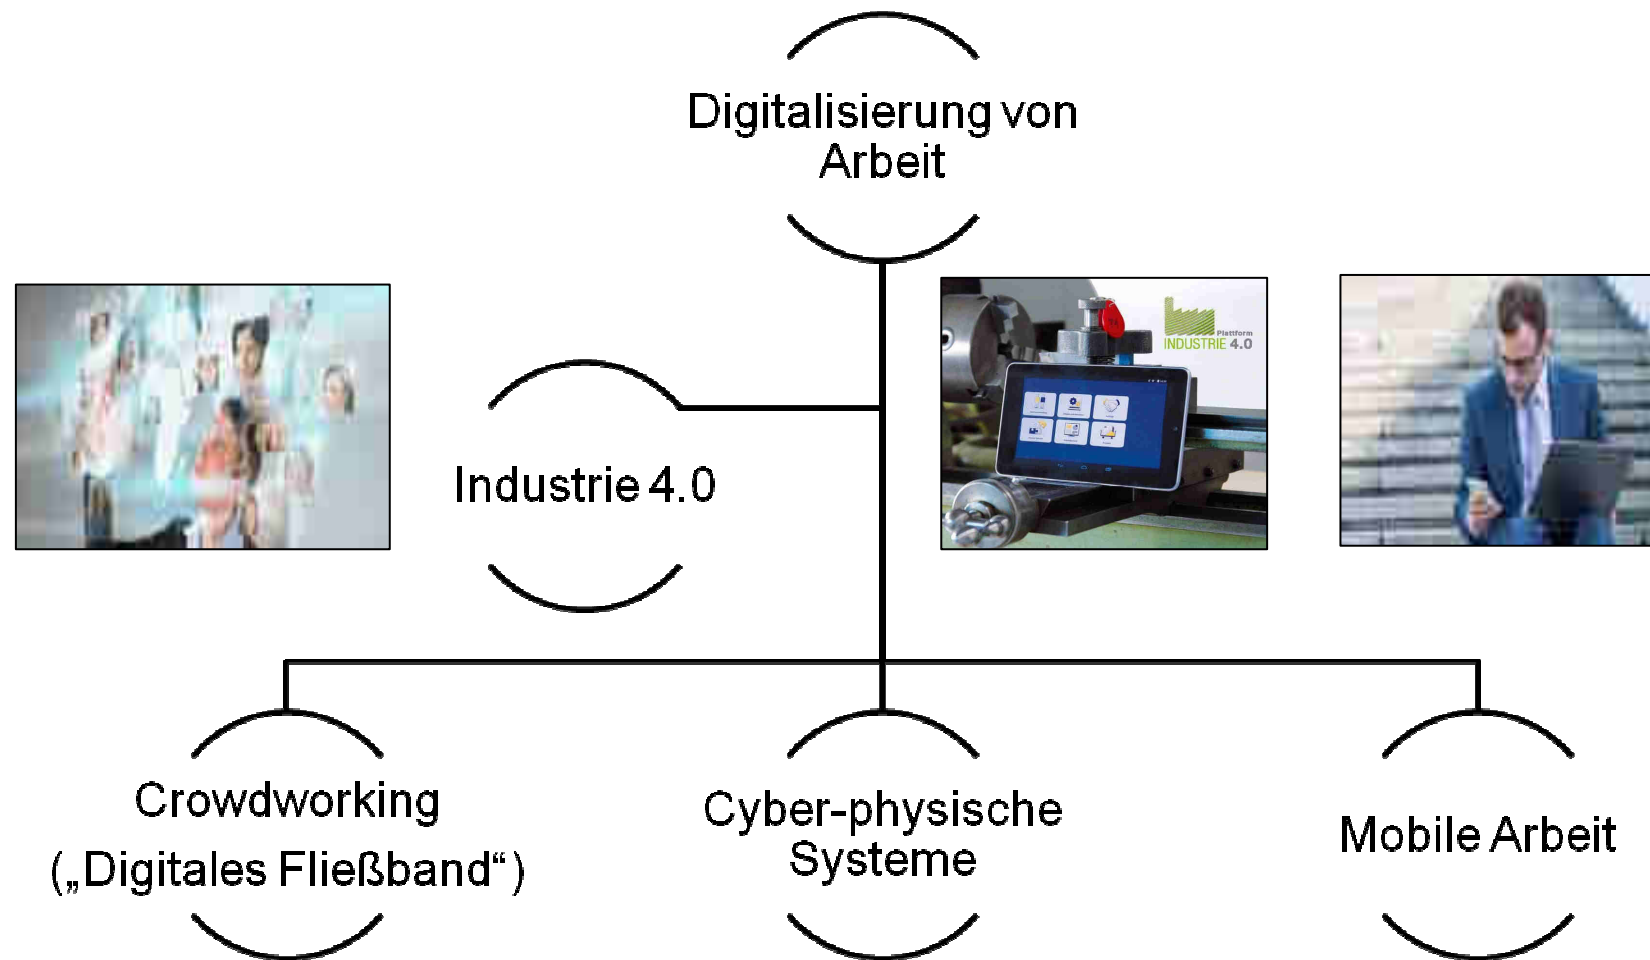 Digitalisierung von
Arbeit
Plattform
INDUSTRIE 4.0
Industrie 4.0
Crowdworking
(„Digitales Fließband“)
Cyber-physische
Systeme
Mobile Arbeit